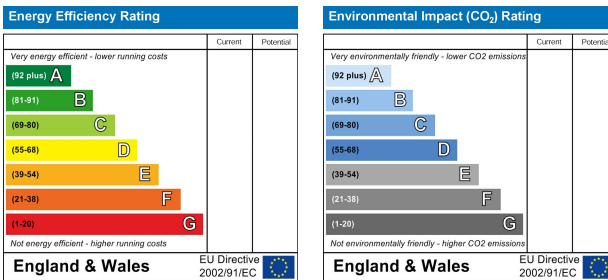 Energy Efficiency Rating
Current Potential
Very energy efficient - lower running costs
(92 plus) A
(81-91) B
(69-80) C
(55-68) D
(39-54) E
(21-38) F
(1-20) G
Not energy efficient - higher running costs
England & Wales
EU Directive
2002/91/EC
Environmental Impact (CO₂) Rating
Current Potential
Very environmentally friendly - lower CO2 emissions
(92 plus) A
(81-91) B
(69-80) C
(55-68) D
(39-54) E
(21-38) F
(1-20) G
Not environmentally friendly - higher CO2 emissions
England & Wales
EU Directive
2002/91/EC